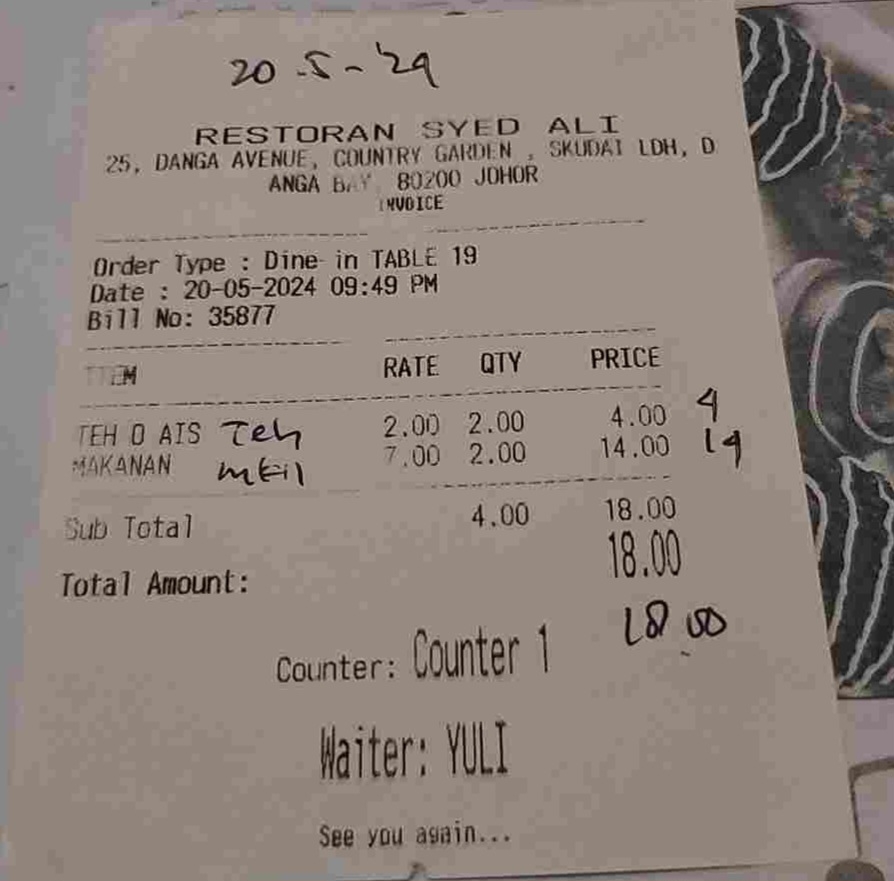 20-5-'24
RESTORAN SYED ALI
25, DANGA AVENUE, COUNTRY GARDEN , SKUDAI LDH, D
ANGA BAY 80200 JOHOR
INVOICE
Order Type : Dine in TABLE 19
Date : 20-05-2024 09:49 PM
Bill No: 35877
ITEM RATE QTY PRICE
TEH O AIS Teh 2.00 2.00 4.00 4
MAKANAN 7.00 2.00 14.00 14
Sub Total 4.00 18.00
Total Amount: 18.00
18.00
Counter: Counter 1
Waiter: YULI
See you again...